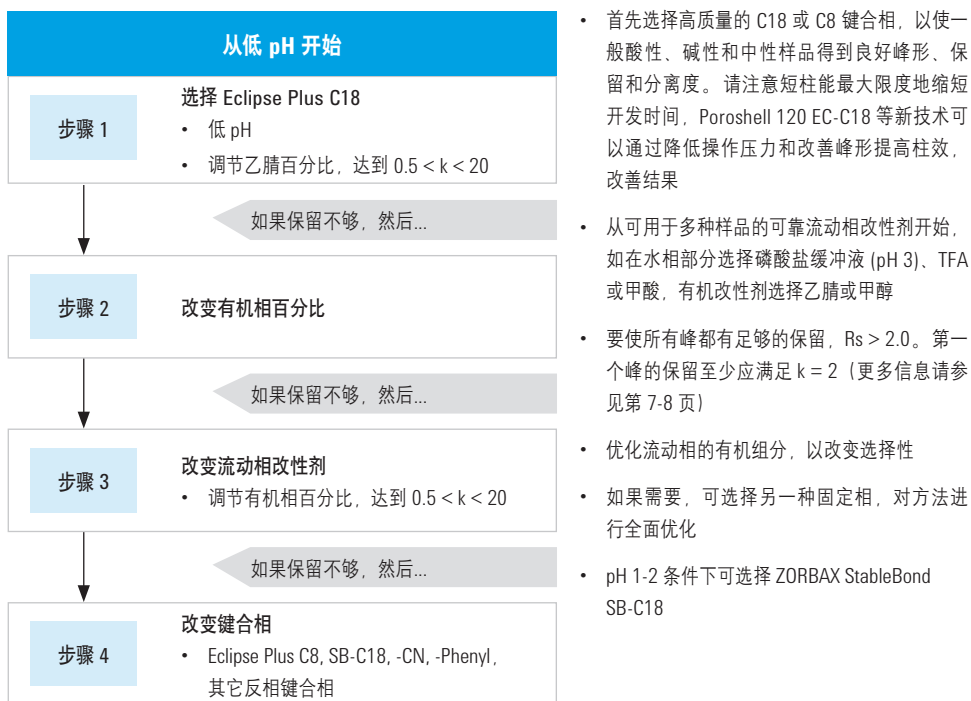 从低 pH 开始
步骤 1
选择 Eclipse Plus C18
• 低 pH
• 调节乙腈百分比，达到 0.5 < k < 20
如果保留不够，然后...
步骤 2
改变有机相百分比
如果保留不够，然后...
步骤 3
改变流动相改性剂
• 调节有机相百分比，达到 0.5 < k < 20
如果保留不够，然后...
步骤 4
改变键合相
• Eclipse Plus C8, SB-C18, -CN, -Phenyl，
其它反相键合相
• 首先选择高质量的 C18 或 C8 键合相，以使一
般酸性、碱性和中性样品得到良好峰形、保
留和分离度。请注意短柱能最大限度地缩短
开发时间，Poroshell 120 EC-C18 等新技术可
以通过降低操作压力和改善峰形提高柱效，
改善结果
• 从可用于多种样品的可靠流动相改性剂开始，
如在水相部分选择磷酸盐缓冲液 (pH 3)、TFA
或甲酸，有机改性剂选择乙腈或甲醇
• 要使所有峰都有足够的保留，Rs > 2.0。第一
个峰的保留至少应满足 k = 2（更多信息请参
见第 7-8 页）
• 优化流动相的有机组分，以改变选择性
• 如果需要，可选择另一种固定相，对方法进
行全面优化
• pH 1-2 条件下可选择 ZORBAX StableBond
SB-C18